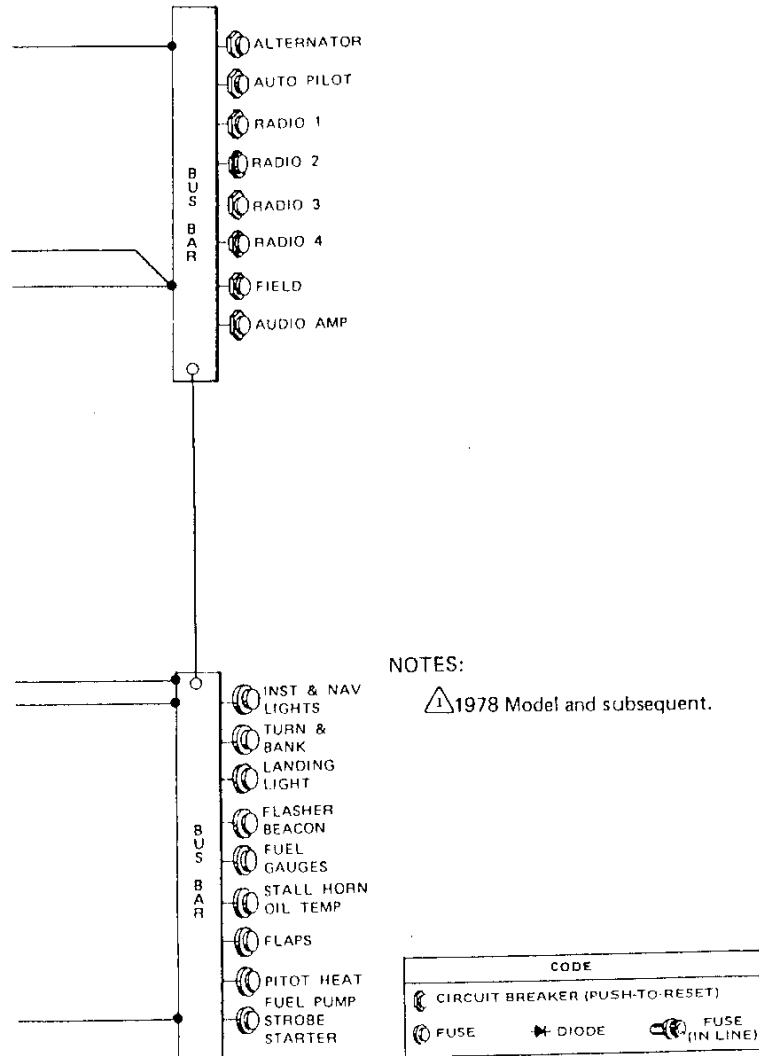 ALTERNATOR
AUTO PILOT
RADIO 1
RADIO 2
RADIO 3
RADIO 4
FIELD
AUDIO AMP
BUS BAR
NOTES:
1 1978 Model and subsequent.
INST & NAV
LIGHTS
TURN &
BANK
LANDING
LIGHT
FLASHER
BEACON
FUEL
GAUGES
STALL HORN
OIL TEMP
FLAPS
PITOT HEAT
FUEL PUMP
STROBE
STARTER
BUS BAR
CODE
CIRCUIT BREAKER (PUSH-TO-RESET)
FUSE
DIODE
FUSE
(IN LINE)